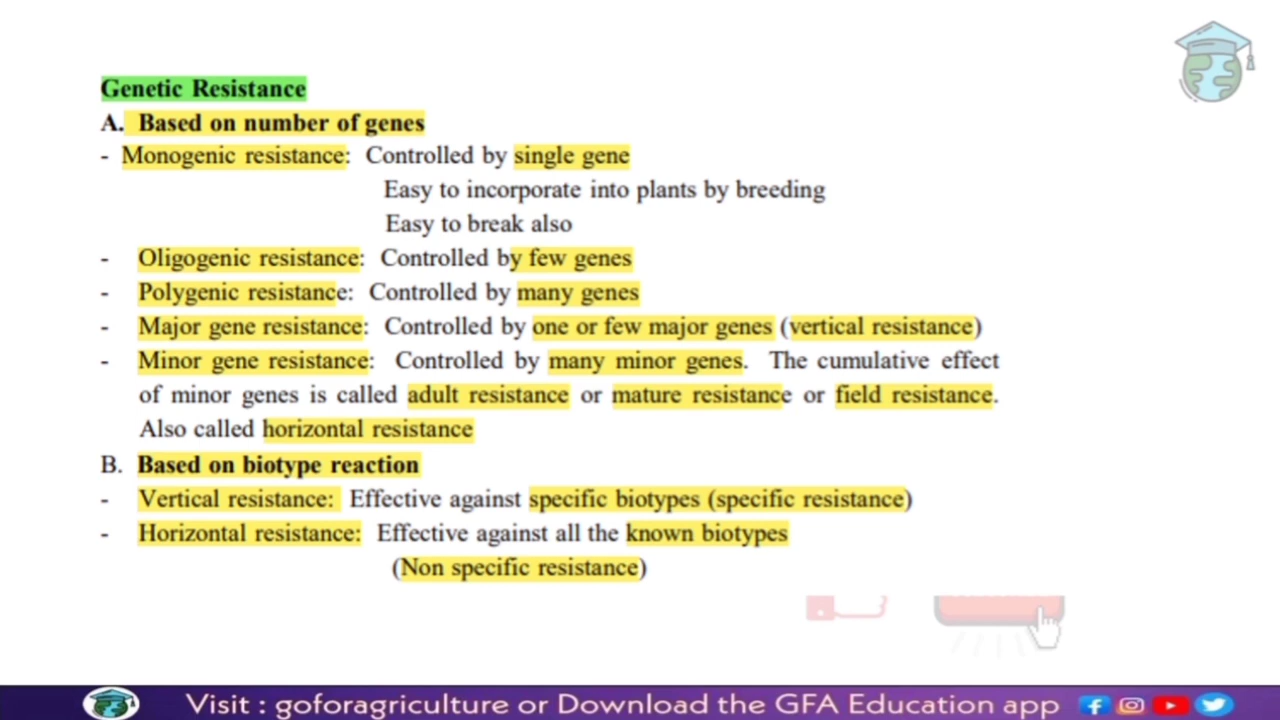 Genetic Resistance
A. Based on number of genes
- Monogenic resistance: Controlled by single gene
Easy to incorporate into plants by breeding
Easy to break also
- Oligogenic resistance: Controlled by few genes
- Polygenic resistance: Controlled by many genes
- Major gene resistance: Controlled by one or few major genes (vertical resistance)
- Minor gene resistance: Controlled by many minor genes. The cumulative effect
of minor genes is called adult resistance or mature resistance or field resistance.
Also called horizontal resistance
B. Based on biotype reaction
- Vertical resistance: Effective against specific biotypes (specific resistance)
- Horizontal resistance: Effective against all the known biotypes
(Non specific resistance)
Visit : goforagriculture or Download the GFA Education app